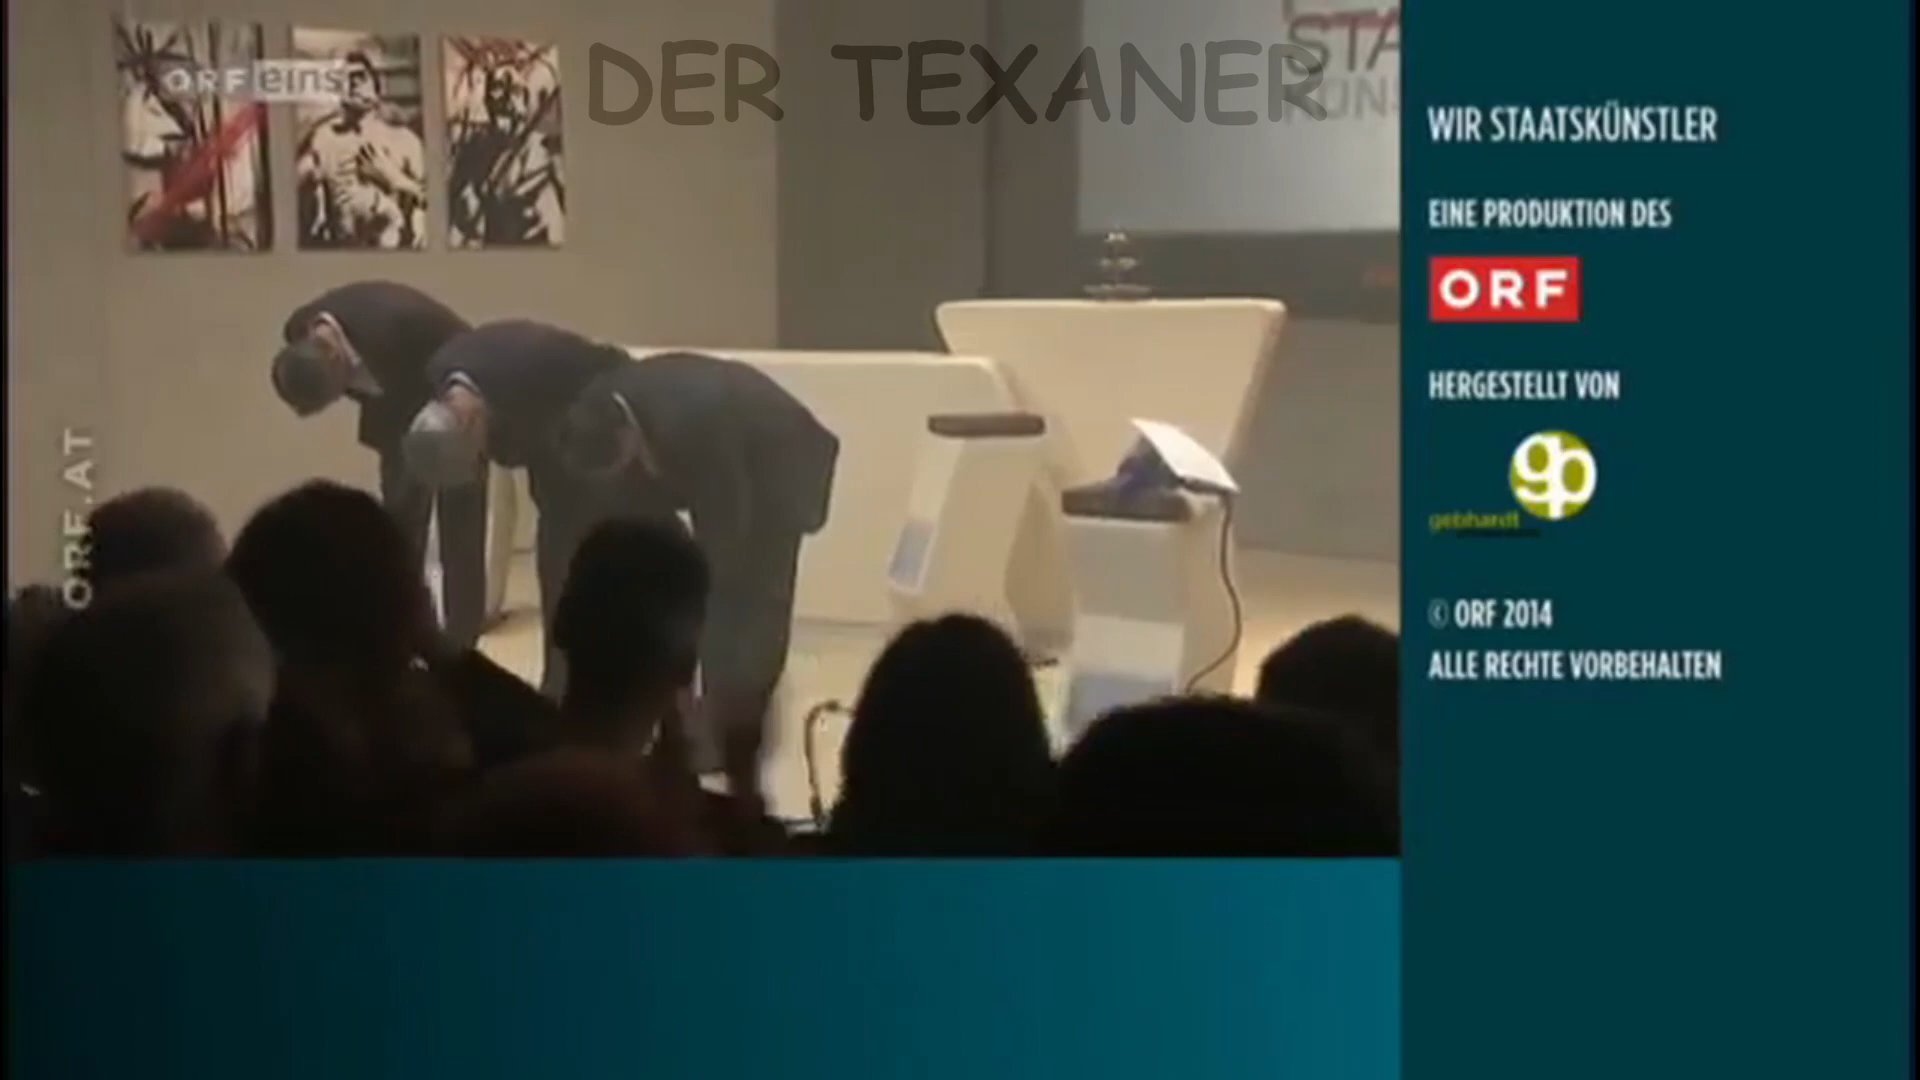 ORF eins
DER TEXANER
STA
ORF.AT
WIR STAATSKÜNSTLER
EINE PRODUKTION DES
ORF
HERGESTELLT VON
gp
gebhardt
© ORF 2014
ALLE RECHTE VORBEHALTEN